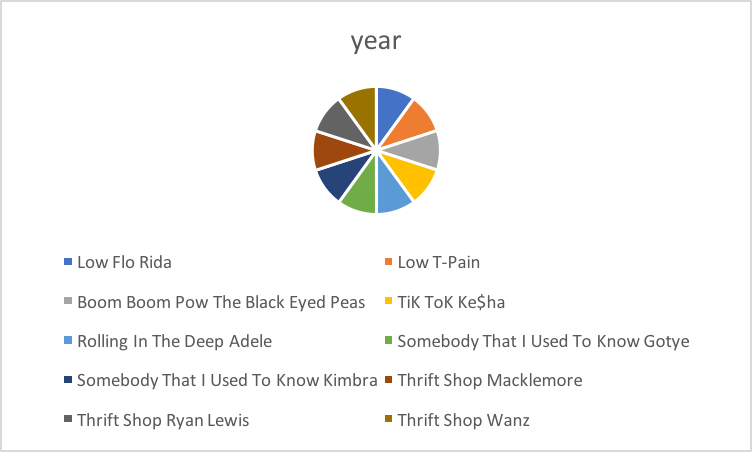 year
Low Flo Rida
Low T-Pain
Boom Boom Pow The Black Eyed Peas
TiK ToK Ke$ha
Rolling In The Deep Adele
Somebody That I Used To Know Gotye
Somebody That I Used To Know Kimbra
Thrift Shop Macklemore
Thrift Shop Ryan Lewis
Thrift Shop Wanz